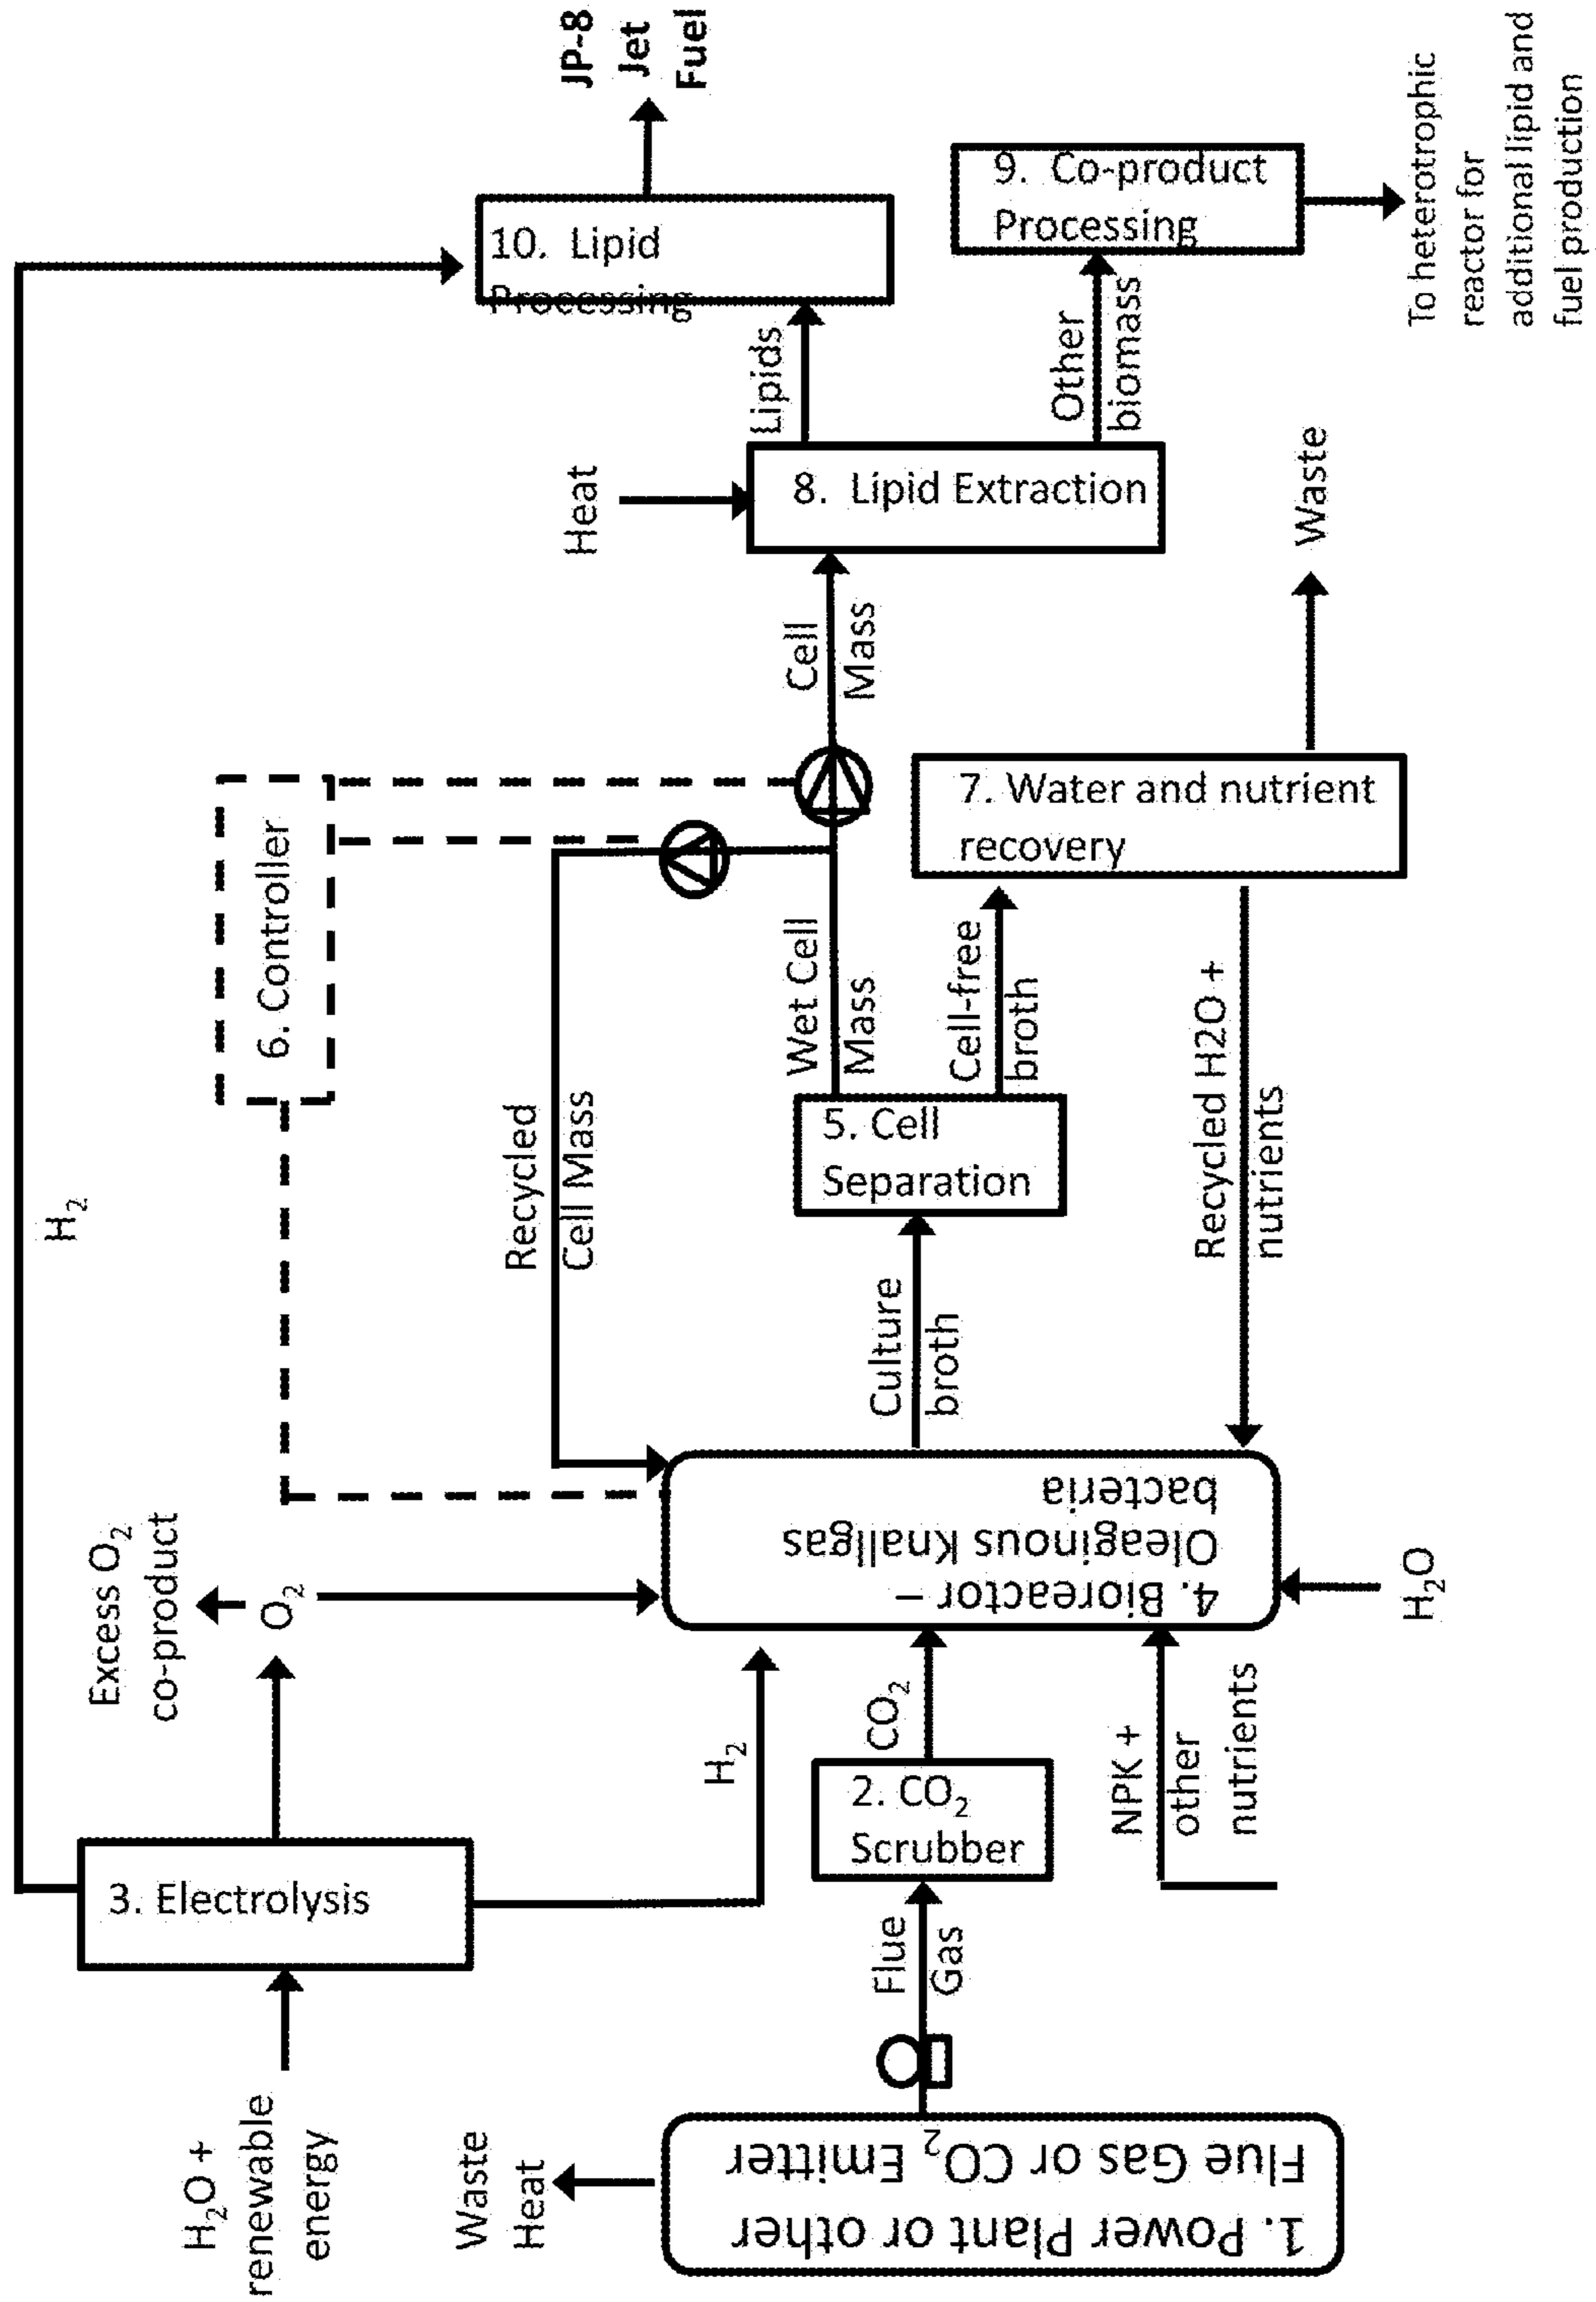 H₂
H₂O +
renewable
energy
3. Electrolysis
Excess O₂
co-product
O₂
6. Controller
Waste
Heat
H₂
Recycled
Cell Mass
Heat
10. Lipid
Processing
JP-8
Jet
Fuel
1. Power Plant or other
Flue Gas or CO₂ Emitter
Flue
Gas
2. CO₂
Scrubber
CO₂
NPK +
other
nutrients
4. Bioreactor –
Oleaginous Knallgas
bacteria
H₂O
Culture
broth
5. Cell
Separation
Wet Cell
Mass
Cell-free
broth
Recycled H2O +
nutrients
7. Water and nutrient
recovery
Waste
Cell
Mass
8. Lipid Extraction
Lipids
Other
biomass
9. Co-product
Processing
To heterotrophic
reactor for
additional lipid and
fuel production